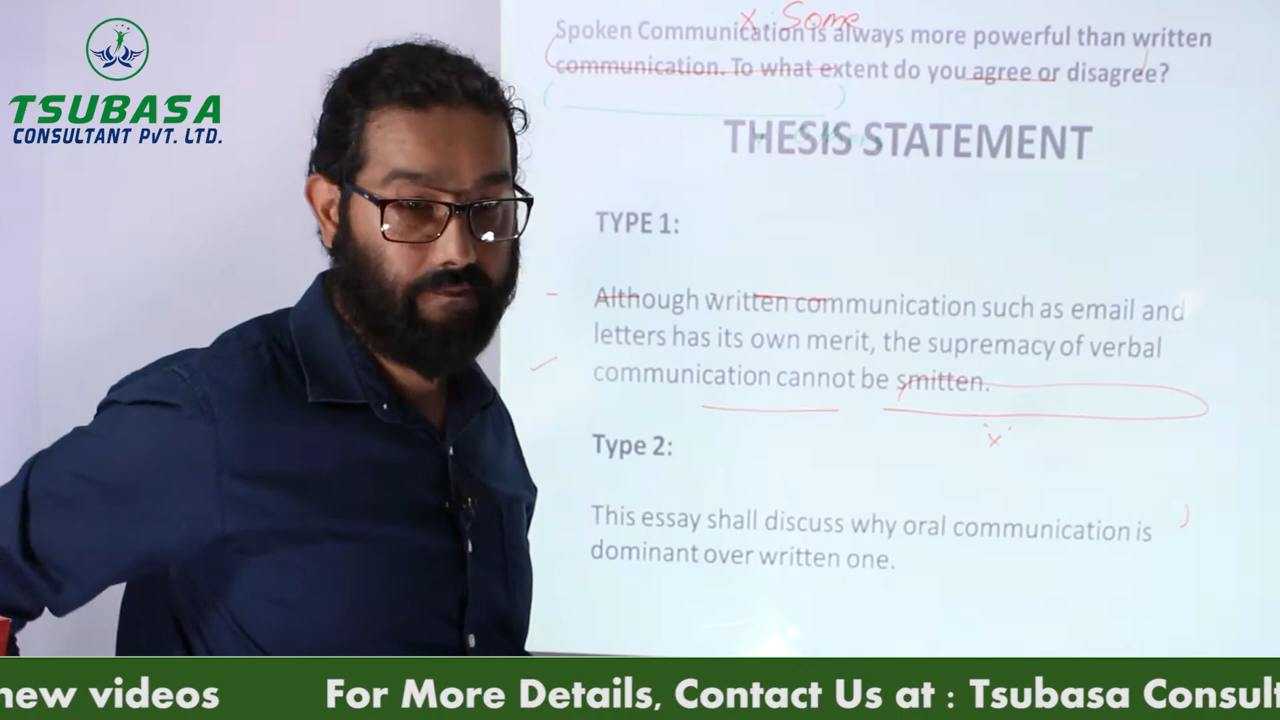 TSUBASA
CONSULTANT PVT. LTD.
x Some
Spoken Communication is always more powerful than written
communication. To what extent do you agree or disagree?
THESIS STATEMENT
TYPE 1:
Although written communication such as email and
letters has its own merit, the supremacy of verbal
communication cannot be smitten.
'x'
Type 2:
This essay shall discuss why oral communication is
dominant over written one.
new videos For More Details, Contact Us at : Tsubasa Consult